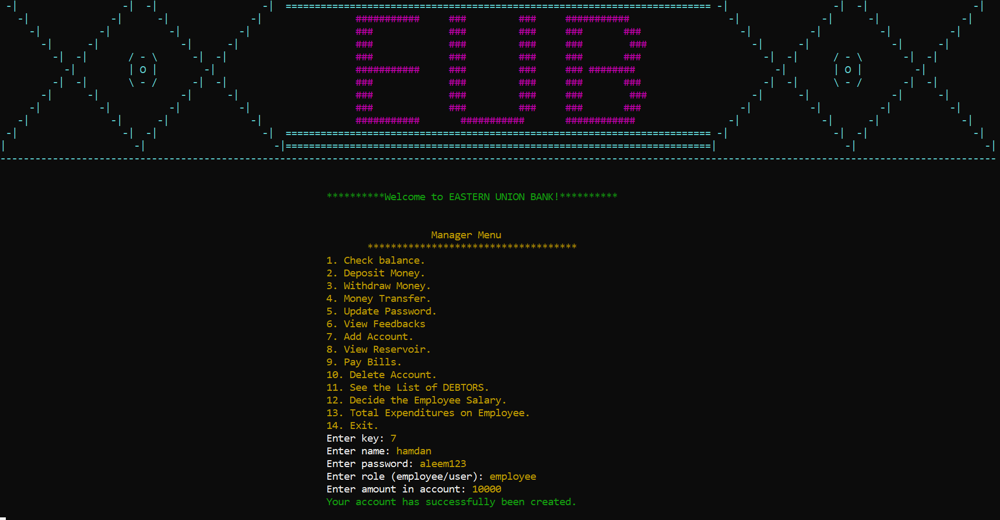 EUB
**********Welcome to EASTERN UNION BANK!**********
Manager Menu
************************************
1. Check balance.
2. Deposit Money.
3. Withdraw Money.
4. Money Transfer.
5. Update Password.
6. View Feedbacks
7. Add Account.
8. View Reservoir.
9. Pay Bills.
10. Delete Account.
11. See the List of DEBTORS.
12. Decide the Employee Salary.
13. Total Expenditures on Employee.
14. Exit.
Enter key: 7
Enter name: hamdan
Enter password: aleem123
Enter role (employee/user): employee
Enter amount in account: 10000
Your account has successfully been created.